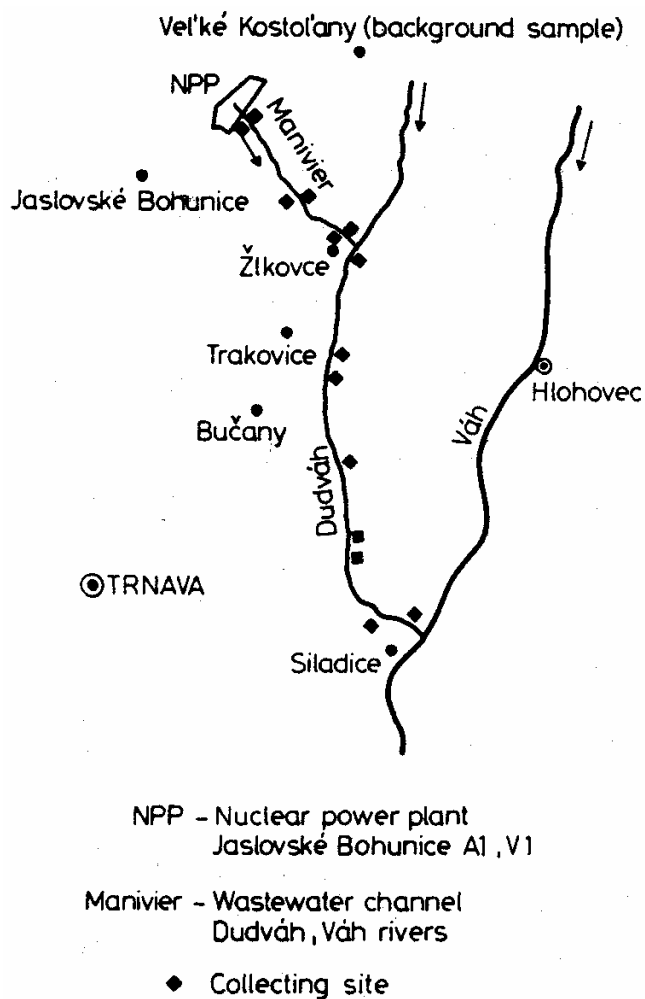 Veľké Kostoľany (background sample)
NPP
Manivier
Jaslovské Bohunice
Žlkovce
Trakovice
Hlohovec
Bučany
Váh
Dudváh
TRNAVA
Siladice
NPP - Nuclear power plant
Jaslovské Bohunice A1, V1
Manivier - Wastewater channel
Dudváh, Váh rivers
◆ Collecting site